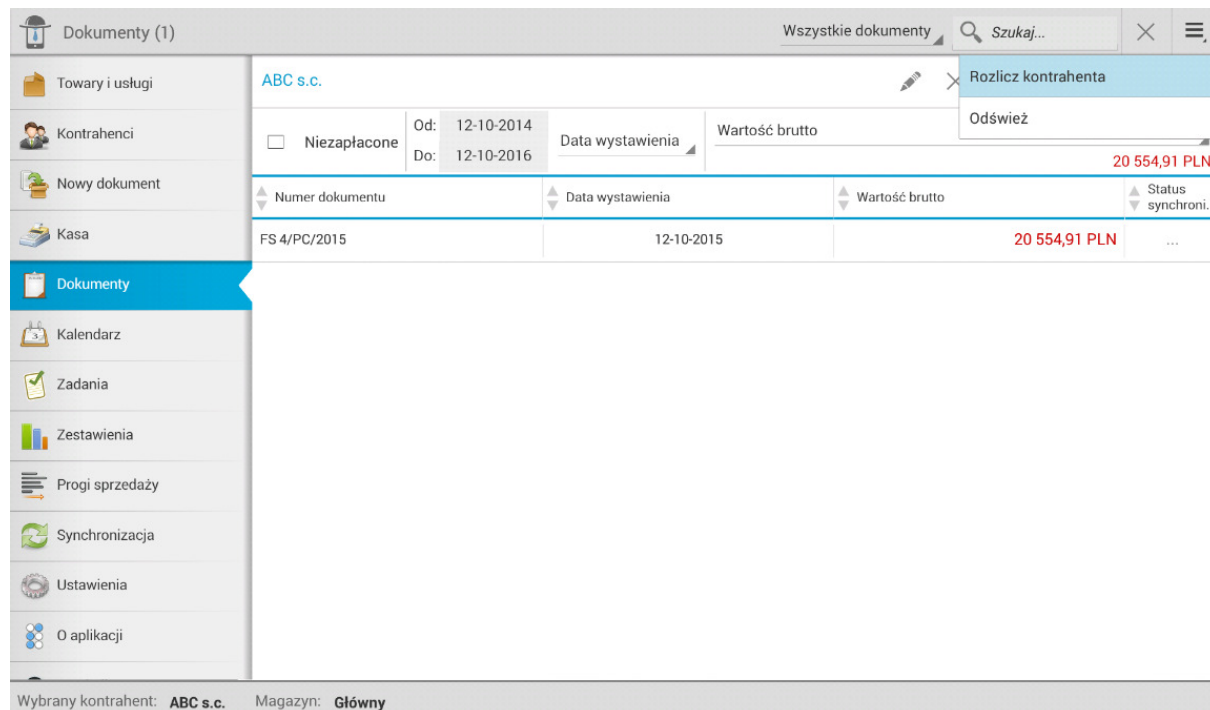 Dokumenty (1)
Wszystkie dokumenty
Szukaj...
Towary i usługi
Kontrahenci
Nowy dokument
Kasa
Dokumenty
Kalendarz
Zadania
Zestawienia
Progi sprzedaży
Synchronizacja
Ustawienia
O aplikacji
ABC s.c.
Rozlicz kontrahenta
Odśwież
Niezapłacone
Od: 12-10-2014
Do: 12-10-2016
Data wystawienia
Wartość brutto
20 554,91 PLN
Numer dokumentu Data wystawienia Wartość brutto Status
synchroni.
FS 4/PC/2015 12-10-2015 20 554,91 PLN ...
Wybrany kontrahent: ABC s.c. Magazyn: Główny